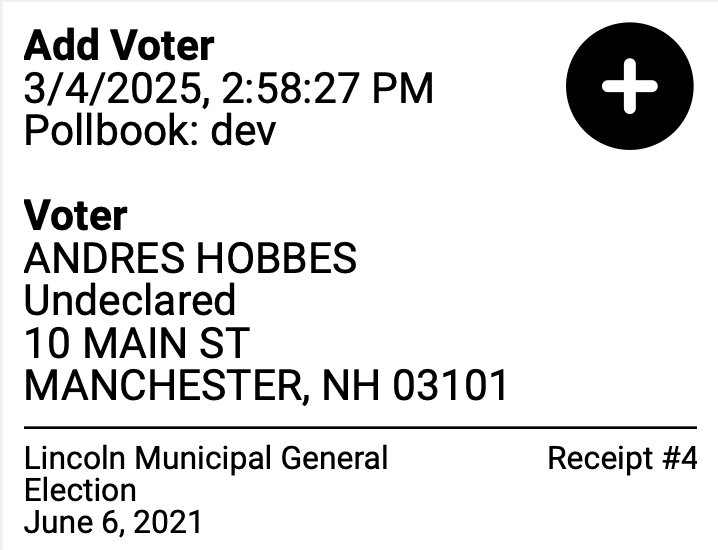 Add Voter
3/4/2025, 2:58:27 PM
Pollbook: dev
Voter
ANDRES HOBBES
Undeclared
10 MAIN ST
MANCHESTER, NH 03101
Lincoln Municipal General
Election
June 6, 2021
Receipt #4